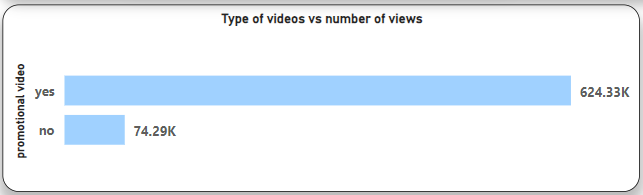 Type of videos vs number of views
promotional video
yes 624.33K
no 74.29K